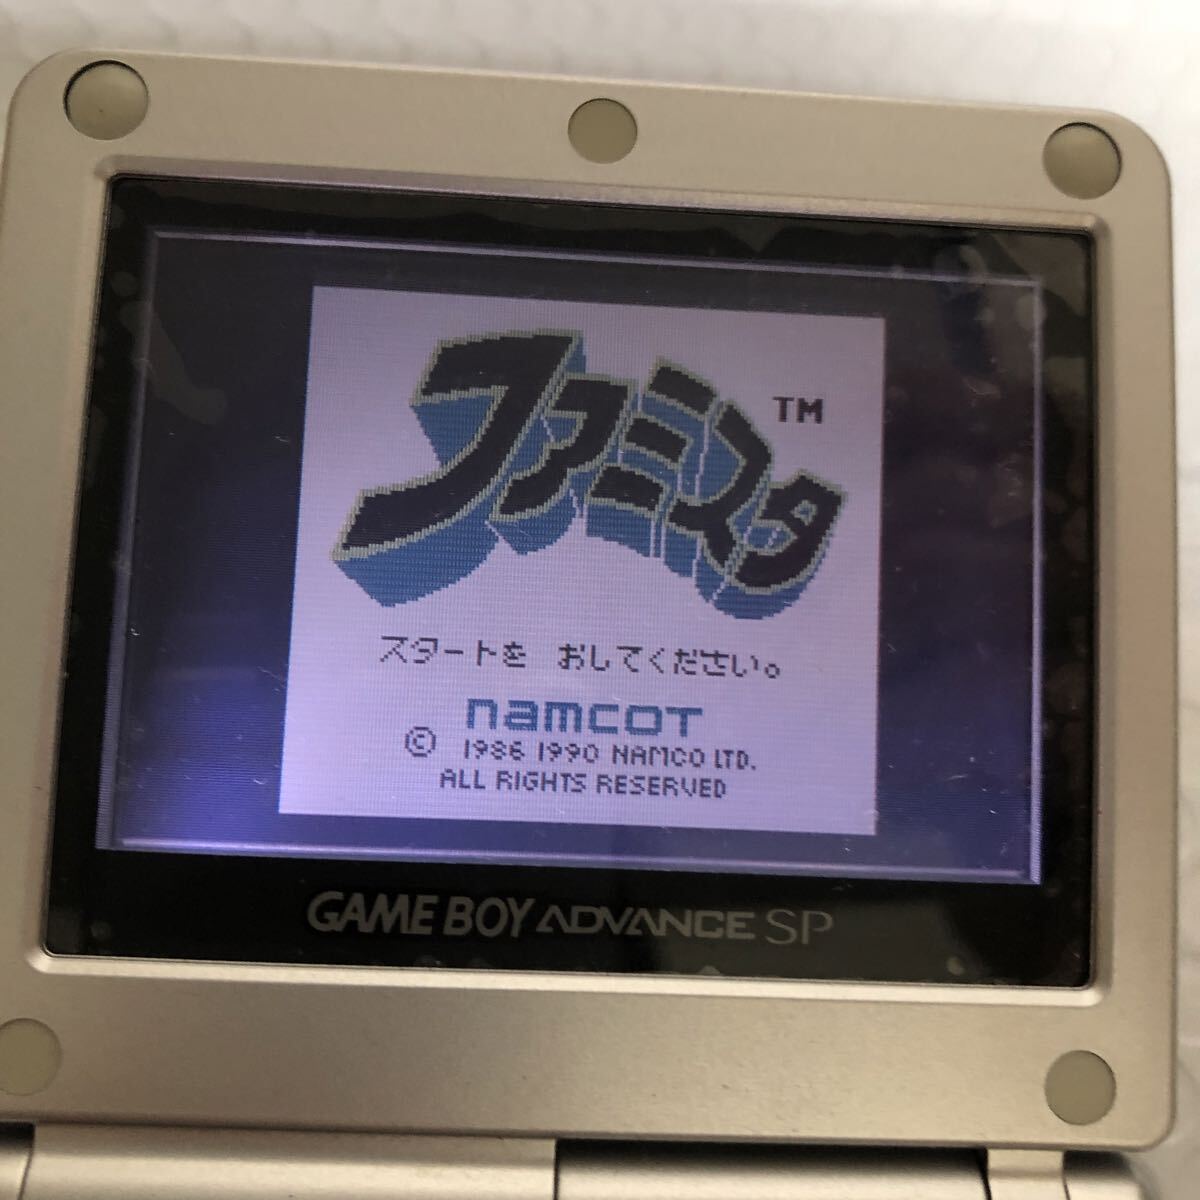 ファミスタ TM
スタートを おしてください。
namcot
© 1986 1990 NAMCO LTD.
ALL RIGHTS RESERVED
GAME BOY ADVANCE SP